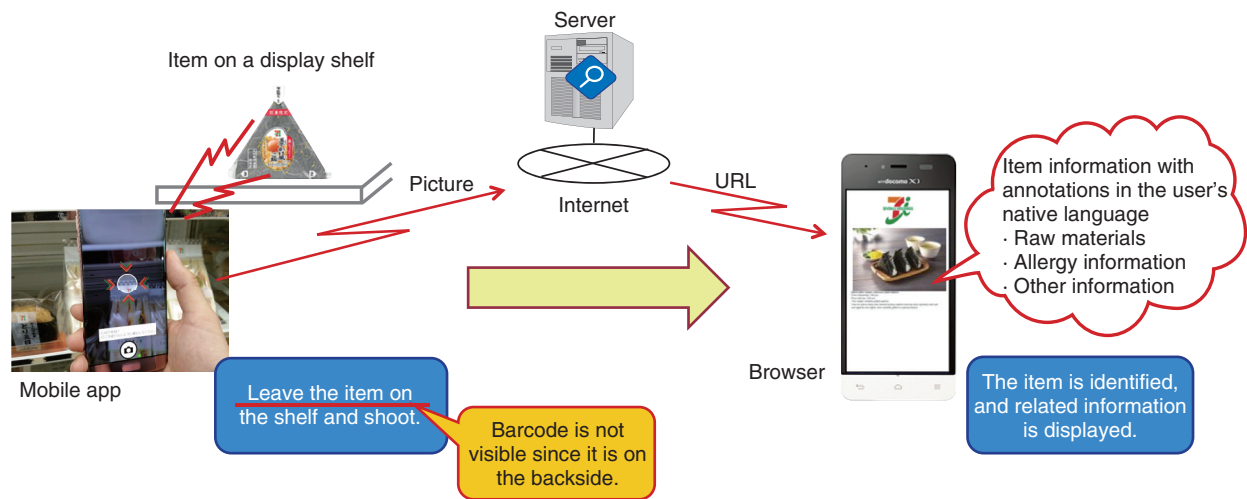 Server
Item on a display shelf
Picture
Internet
URL
Item information with
annotations in the user's
native language
· Raw materials
· Allergy information
· Other information
docomo
Mobile app
Leave the item on
the shelf and shoot.
Barcode is not
visible since it is on
the backside.
Browser
The item is identified,
and related information
is displayed.